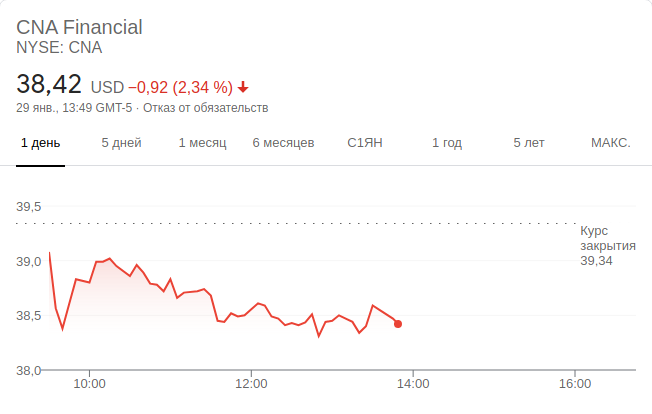 CNA Financial
NYSE: CNA
38,42 USD −0,92 (2,34 %)
29 янв., 13:49 GMT-5 · Отказ от обязательств
1 день 5 дней 1 месяц 6 месяцев С1ЯН 1 год 5 лет МАКС.
39,5
Курс
закрытия
39,34
39,0
38,5
38,0
10:00 12:00 14:00 16:00